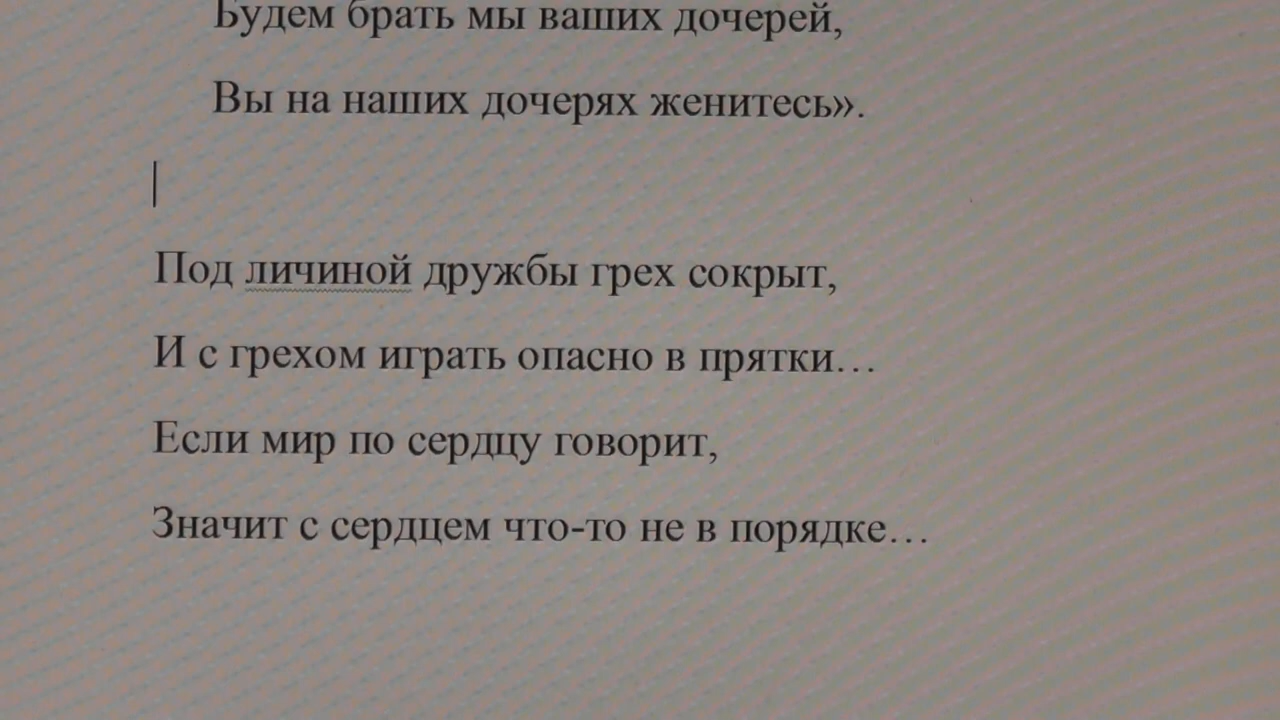 Будем брать мы ваших дочерей,
Вы на наших дочерях женитесь».
Под личиной дружбы грех сокрыт,
И с грехом играть опасно в прятки…
Если мир по сердцу говорит,
Значит с сердцем что-то не в порядке…